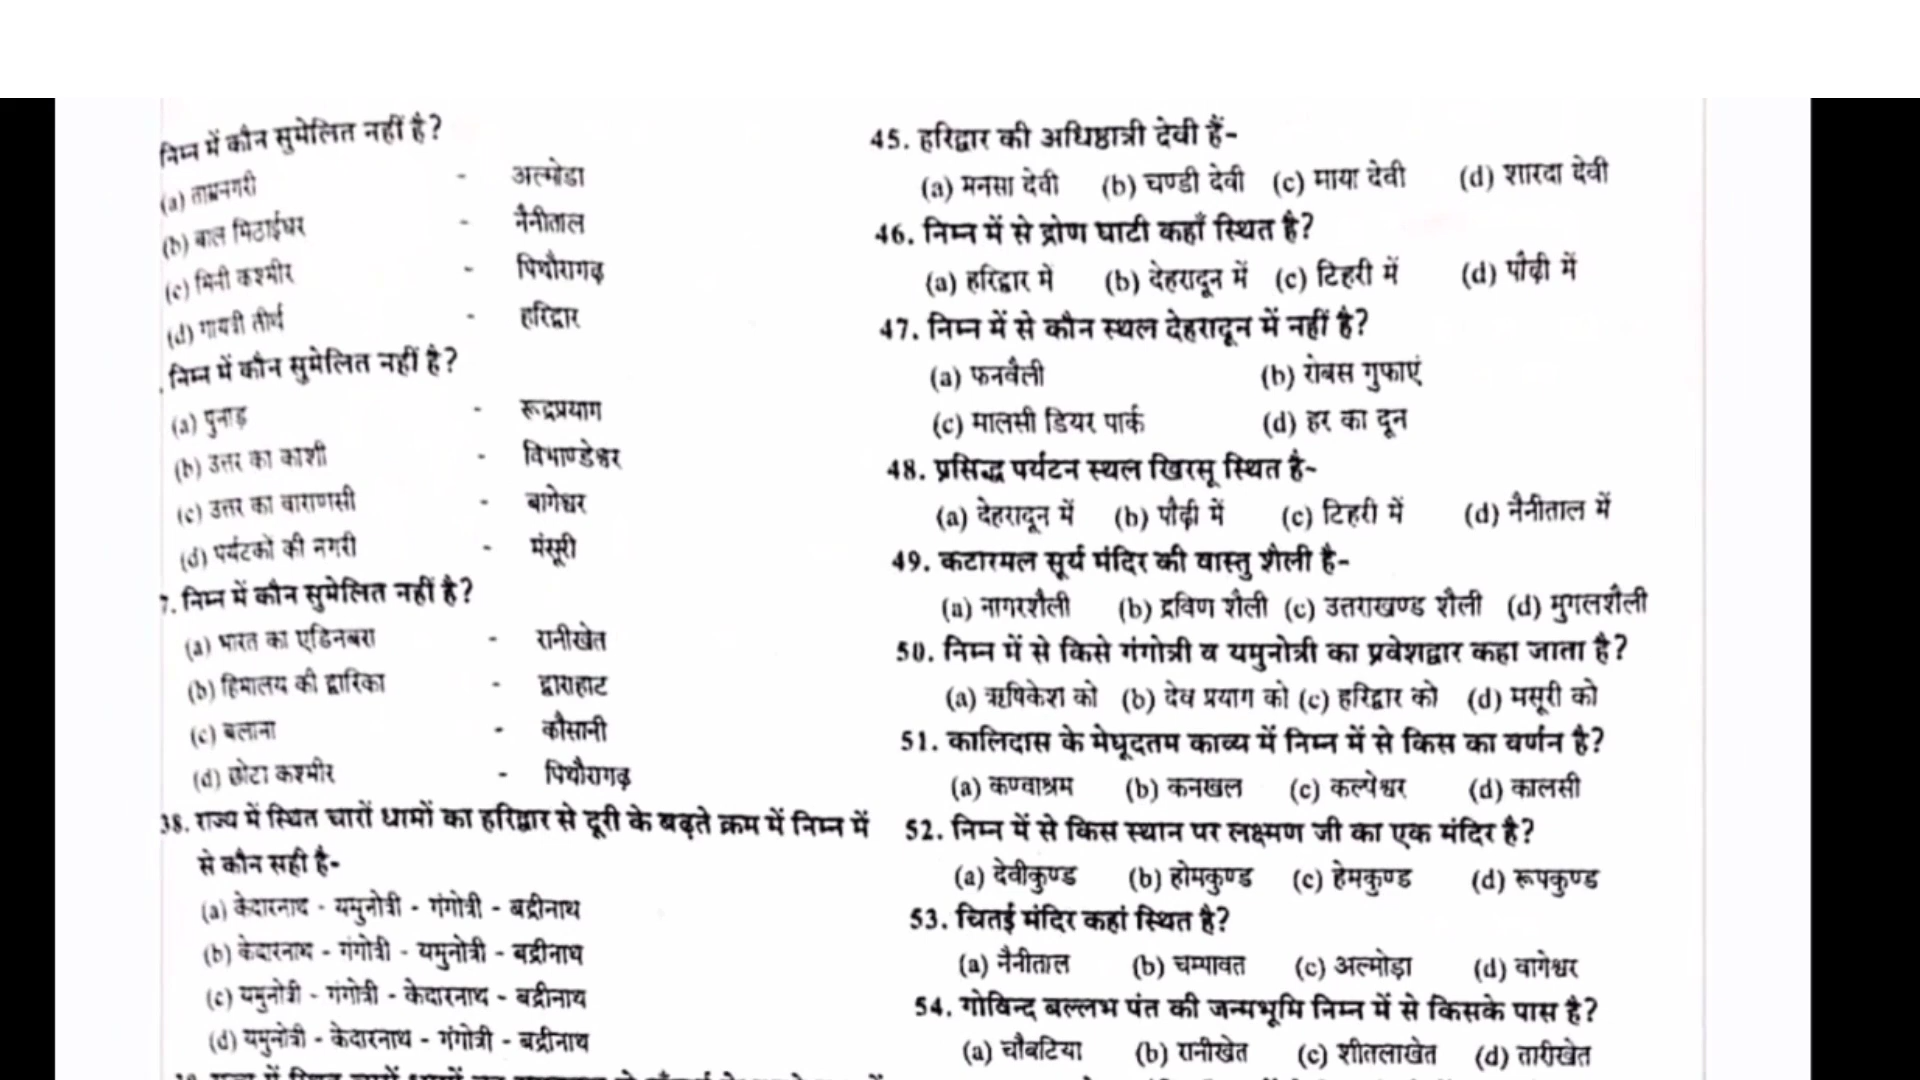 निम्न में कौन सुमेलित नहीं है?
(a) ताम्रनगरी - अल्मोडा
(b) बाल मिठाईघर - नैनीताल
(c) मिनी कश्मीर - पिथौरागढ़
(d) गायत्री तीर्थ - हरिद्वार
. निम्न में कौन सुमेलित नहीं है?
(a) पुनाड़ - रूद्रप्रयाग
(b) उत्तर का काशी - विभाण्डेश्वर
(c) उत्तर का वाराणसी - बागेश्वर
(d) पर्यटकों की नगरी - मंसूरी
7. निम्न में कौन सुमेलित नहीं है?
(a) भारत का एडिनबरा - रानीखेत
(b) हिमालय की द्वारिका - द्वाराहाट
(c) बलाना - कौसानी
(d) छोटा कश्मीर - पिथौरागढ़
38. राज्य में स्थित चारों धामों का हरिद्वार से दूरी के बढ़ते क्रम में निम्न में
से कौन सही है-
(a) केदारनाद - यमुनोत्री - गंगोत्री - बद्रीनाथ
(b) केदारनाथ - गंगोत्री - यमुनोत्री - बद्रीनाथ
(c) यमुनोत्री - गंगोत्री - केदारनाथ - बद्रीनाथ
(d) यमुनोत्री - केदारनाथ - गंगोत्री - बद्रीनाथ
45. हरिद्वार की अधिष्ठात्री देवी हैं-
(a) मनसा देवी (b) चण्डी देवी (c) माया देवी (d) शारदा देवी
46. निम्न में से द्रोण घाटी कहाँ स्थित है?
(a) हरिद्वार में (b) देहरादून में (c) टिहरी में (d) पौढ़ी में
47. निम्न में से कौन स्थल देहरादून में नहीं है?
(a) फनवैली (b) रोबस गुफाएं
(c) मालसी डियर पार्क (d) हर का दून
48. प्रसिद्ध पर्यटन स्थल खिरसू स्थित है-
(a) देहरादून में (b) पौढ़ी में (c) टिहरी में (d) नैनीताल में
49. कटारमल सूर्य मंदिर की वास्तु शैली है-
(a) नागरशैली (b) द्रविण शैली (c) उत्तराखण्ड शैली (d) मुगलशैली
50. निम्न में से किसे गंगोत्री व यमुनोत्री का प्रवेशद्वार कहा जाता है?
(a) ऋषिकेश को (b) देव प्रयाग को (c) हरिद्वार को (d) मसूरी को
51. कालिदास के मेघूदतम काव्य में निम्न में से किस का वर्णन है?
(a) कण्वाश्रम (b) कनखल (c) कल्पेश्वर (d) कालसी
52. निम्न में से किस स्थान पर लक्ष्मण जी का एक मंदिर है?
(a) देवीकुण्ड (b) होमकुण्ड (c) हेमकुण्ड (d) रूपकुण्ड
53. चितई मंदिर कहां स्थित है?
(a) नैनीताल (b) चम्पावत (c) अल्मोड़ा (d) वागेश्वर
54. गोविन्द बल्लभ पंत की जन्मभूमि निम्न में से किसके पास है?
(a) चौबटिया (b) रानीखेत (c) शीतलाखेत (d) तारीखेत